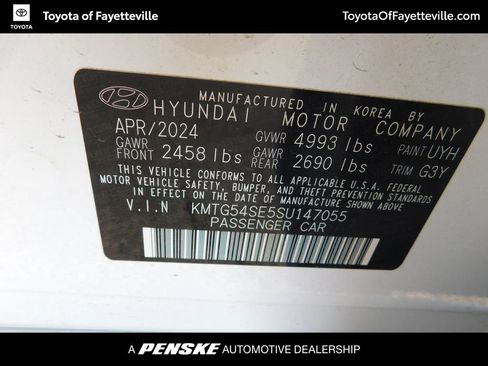 TOYOTA
Toyota of Fayetteville
ToyotaOfFayetteville.com
MANUFACTURED IN KOREA BY
HYUNDAI MOTOR COMPANY
APR/2024 GVWR 4993 lbs PAINT UYH
GAWR FRONT 2458 lbs GAWR REAR 2690 lbs TRIM G3Y
THIS VEHICLE CONFORMS TO ALL APPLICABLE U.S.A. FEDERAL
MOTOR VEHICLE SAFETY, BUMPER, AND THEFT PREVENTION STANDARDS
IN EFFECT ON THE DATE OF MANUFACTURE SHOWN ABOVE.
V.I.N KMTG54SE5SU147055
PASSENGER CAR
A PENSKE AUTOMOTIVE DEALERSHIP